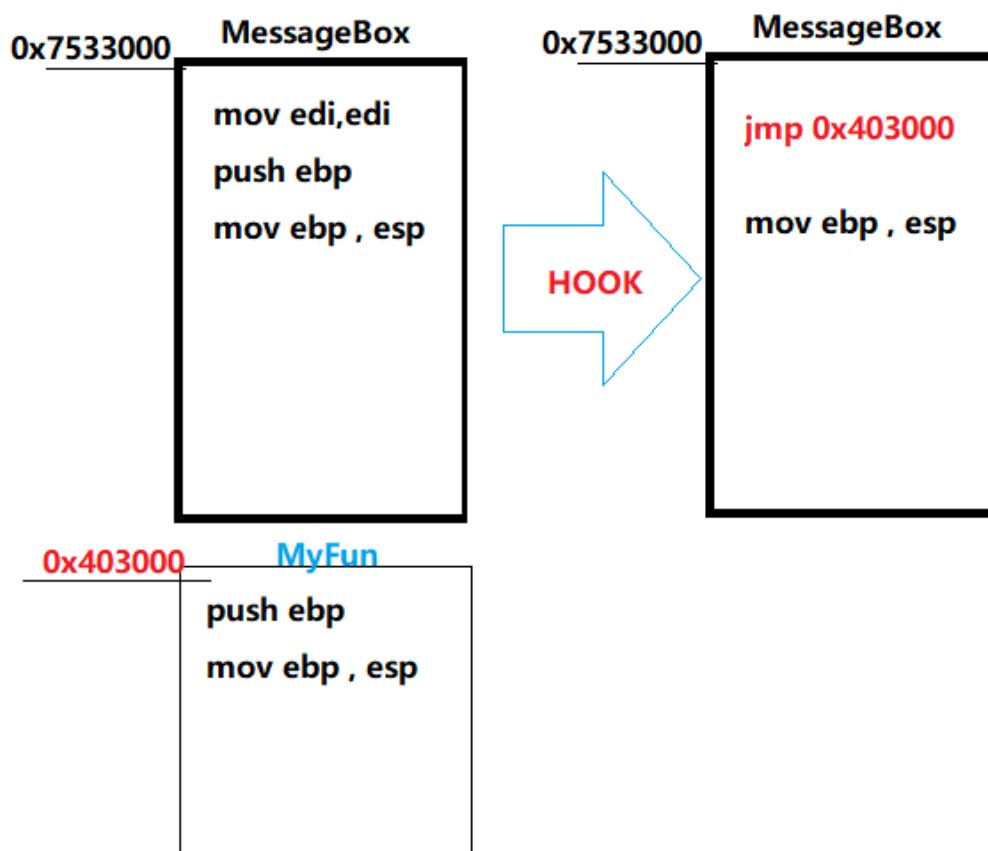 MessageBox
0x7533000
mov edi,edi
push ebp
mov ebp , esp
HOOK
MessageBox
0x7533000
jmp 0x403000
mov ebp , esp
MyFun
0x403000
push ebp
mov ebp , esp